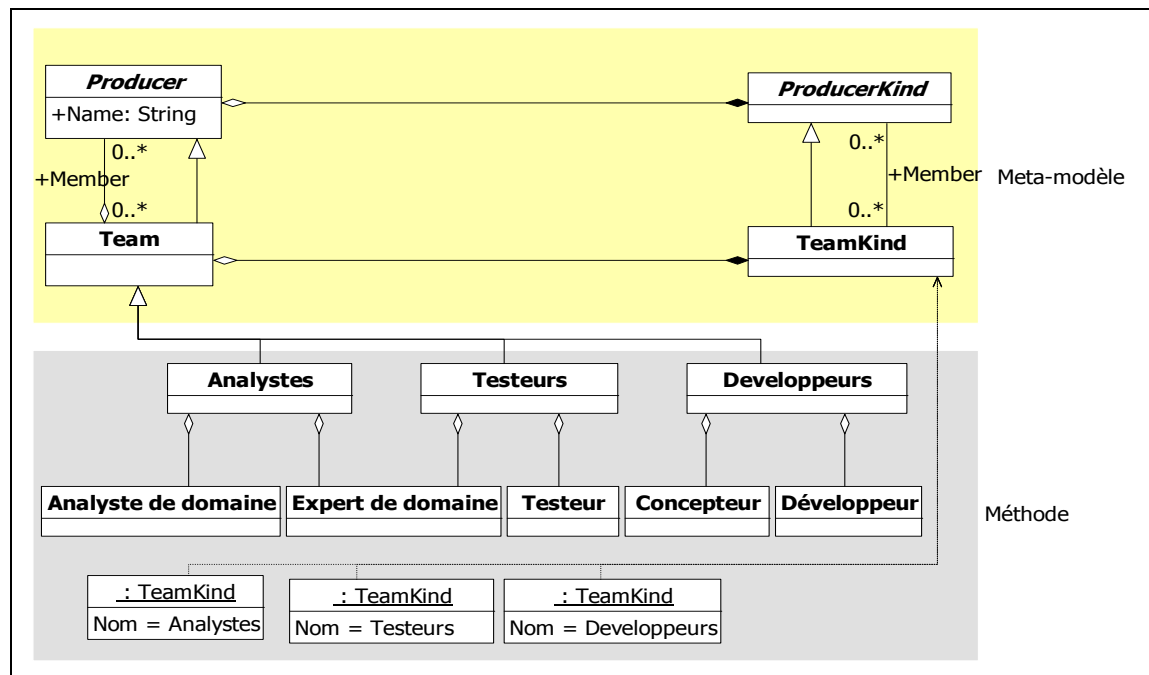 Producer
+Name: String
ProducerKind
0..*
0..*
+Member
+Member
Meta-modèle
0..*
0..*
Team
TeamKind
Analystes
Testeurs
Developpeurs
Analyste de domaine
Expert de domaine
Testeur
Concepteur
Développeur
Méthode
: TeamKind
Nom = Analystes
: TeamKind
Nom = Testeurs
: TeamKind
Nom = Developpeurs